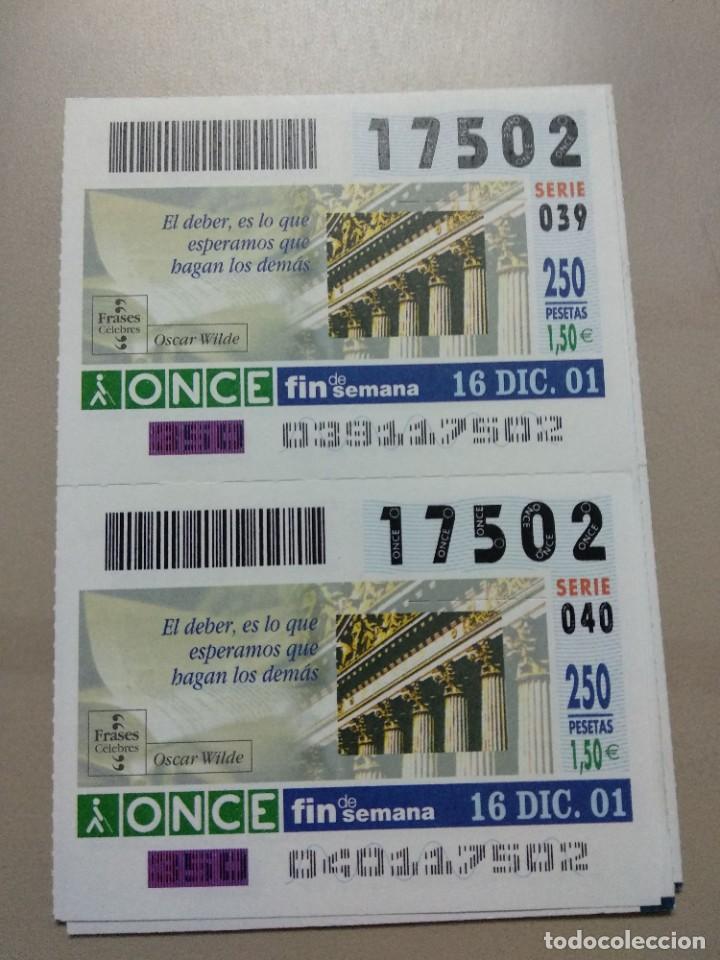 17502
SERIE
039
El deber, es lo que
esperamos que
hagan los demás
250
PESETAS
1,50€
Frases
Célebres
Oscar Wilde
ONCE
fin de semana
16 DIC. 01
350
039117502
17502
SERIE
040
El deber, es lo que
esperamos que
hagan los demás
250
PESETAS
1,50€
Frases
Célebres
Oscar Wilde
ONCE
fin de semana
16 DIC. 01
040117502
todocoleccion